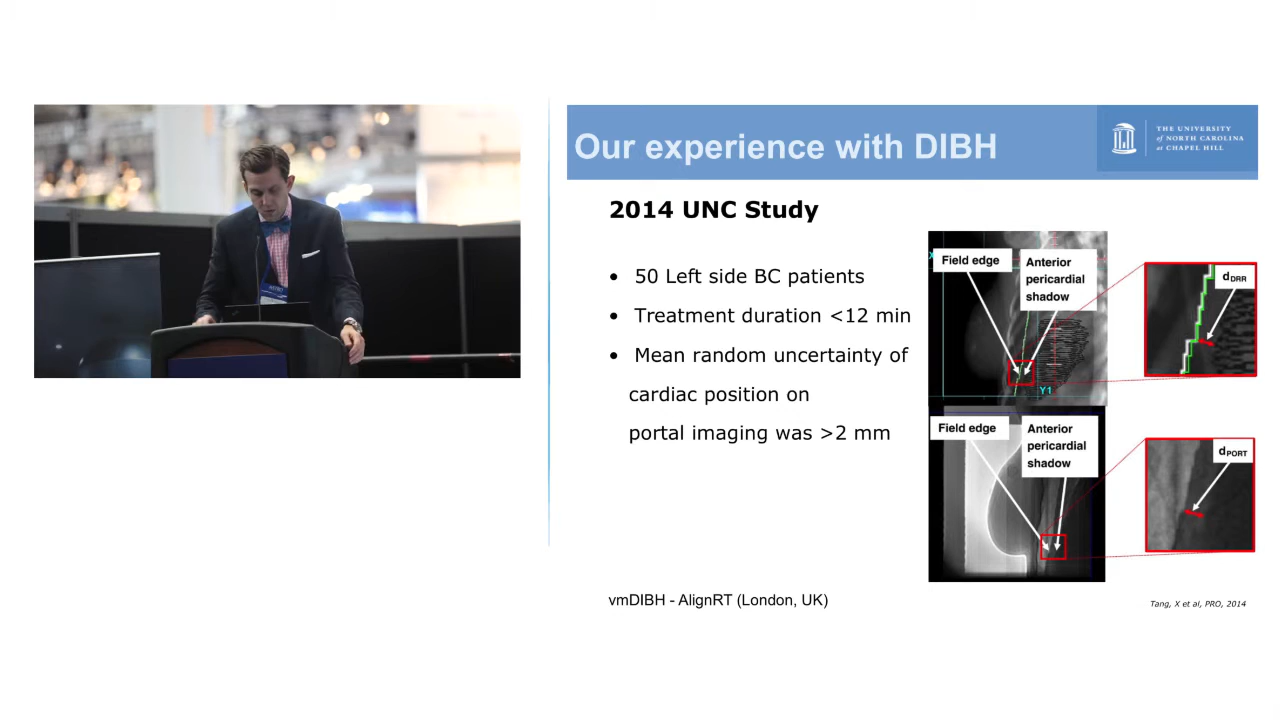 Our experience with DIBH
THE UNIVERSITY
of NORTH CAROLINA
at CHAPEL HILL
2014 UNC Study
• 50 Left side BC patients
• Treatment duration <12 min
• Mean random uncertainty of
cardiac position on
portal imaging was >2 mm
Field edge
Anterior
pericardial
shadow
Y1
dDRR
Field edge
Anterior
pericardial
shadow
dPORT
vmDIBH - AlignRT (London, UK)
Tang, X et al, PRO, 2014